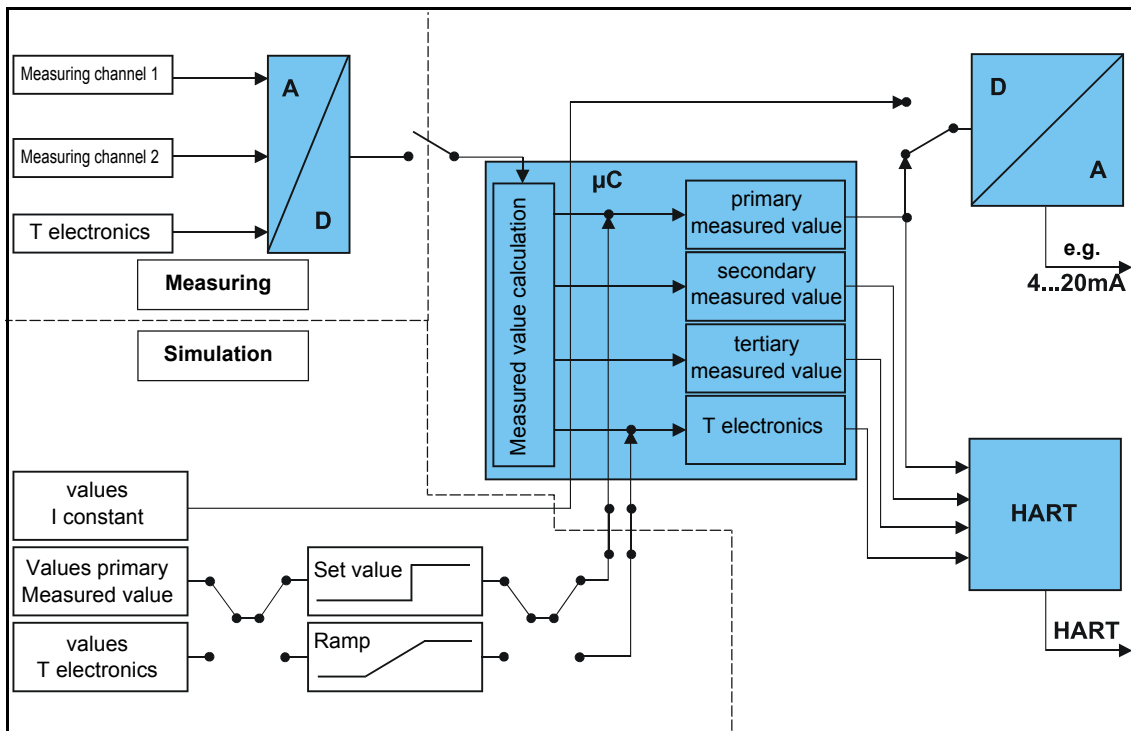 Measuring channel 1
Measuring channel 2
T electronics
A
D
Measuring
Simulation
µC
Measured value calculation
primary
measured value
secondary
measured value
tertiary
measured value
T electronics
D
A
e.g.
4...20mA
values
I constant
Values primary
Measured value
values
T electronics
Set value
Ramp
HART
HART